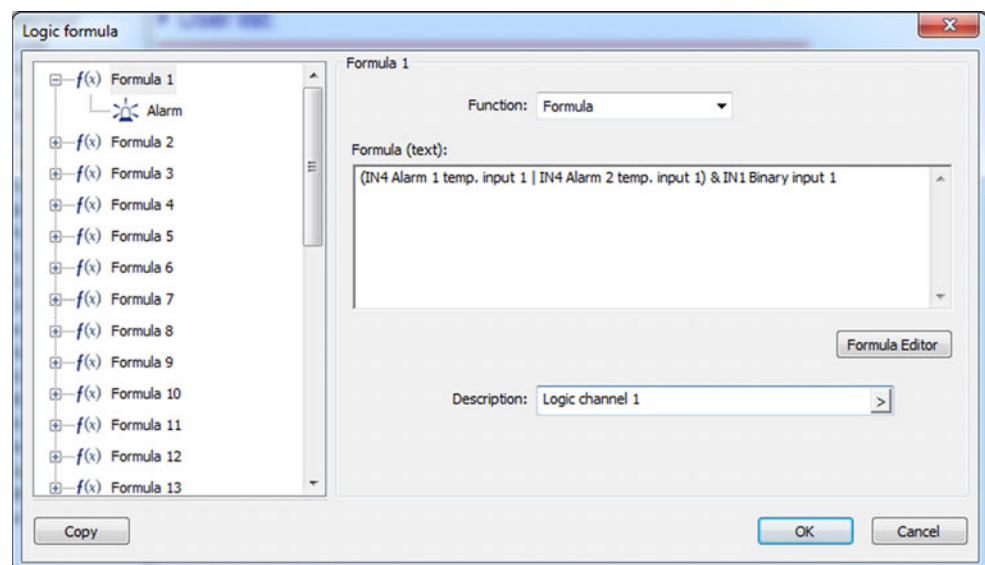 User list
Logic formula
f(x) Formula 1
Alarm
f(x) Formula 2
f(x) Formula 3
f(x) Formula 4
f(x) Formula 5
f(x) Formula 6
f(x) Formula 7
f(x) Formula 8
f(x) Formula 9
f(x) Formula 10
f(x) Formula 11
f(x) Formula 12
f(x) Formula 13
Formula 1
Function: Formula
Formula (text):
(IN4 Alarm 1 temp. input 1 | IN4 Alarm 2 temp. input 1) & IN1 Binary input 1
Formula Editor
Description: Logic channel 1 >
Copy
OK
Cancel